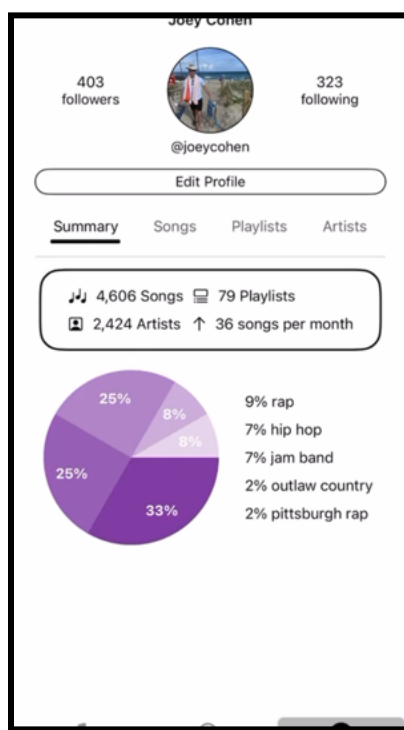 Joey Cohen
403
followers
323
following
@joeycohen
Edit Profile
Summary Songs Playlists Artists
4,606 Songs 79 Playlists
2,424 Artists ↑ 36 songs per month
25%
8%
8%
25%
33%
9% rap
7% hip hop
7% jam band
2% outlaw country
2% pittsburgh rap